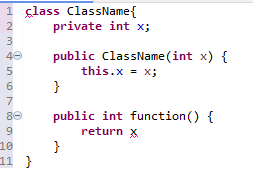 1 class ClassName{
2     private int x;
3
4     public ClassName(int x) {
5         this.x = x;
6     }
7
8     public int function() {
9         return x
10     }
11 }